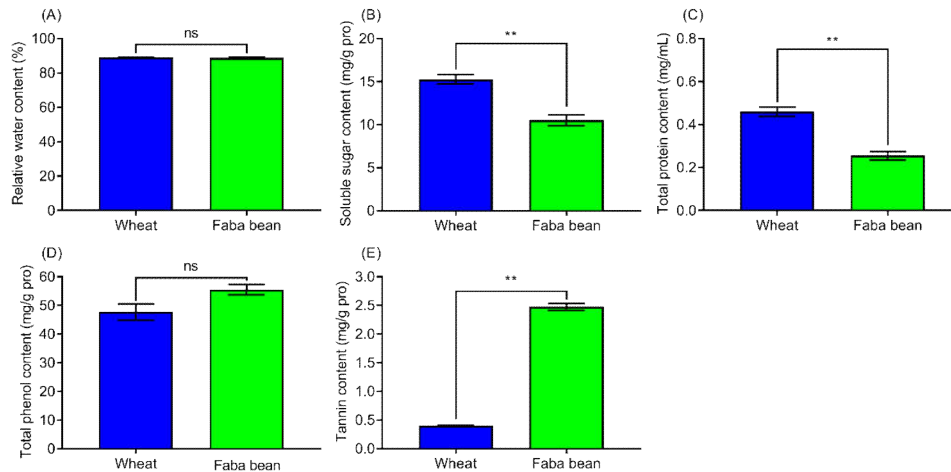 (A)
Relative water content (%)
100
80
60
40
20
0
ns
Wheat
Faba bean
(B)
Soluble sugar content (mg/g pro)
20
15
10
5
0
**
Wheat
Faba bean
(C)
Total protein content (mg/mL)
0.8
0.6
0.4
0.2
0.0
**
Wheat
Faba bean
(D)
Total phenol content (mg/g pro)
60
50
40
30
20
10
0
ns
Wheat
Faba bean
(E)
Tannin content (mg/g pro)
3.0
2.5
2.0
1.5
1.0
0.5
0.0
**
Wheat
Faba bean